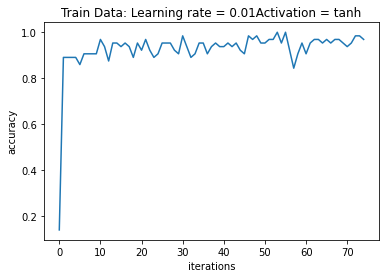 Train Data: Learning rate = 0.01Activation = tanh
1.0
0.8
0.6
0.4
0.2
accuracy
0 10 20 30 40 50 60 70
iterations